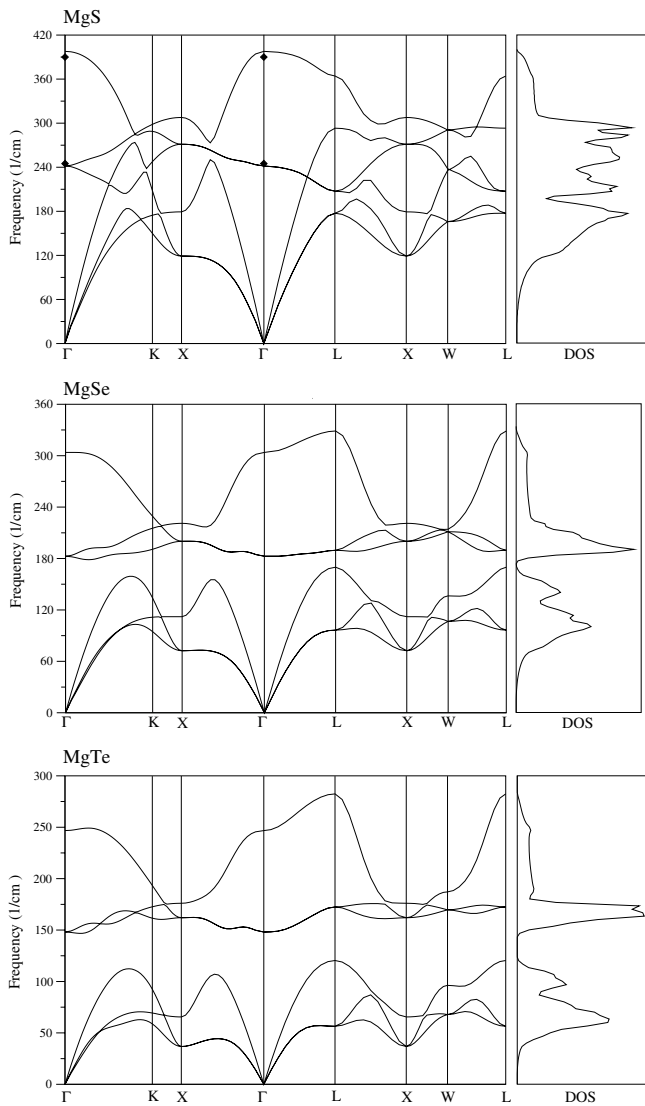 MgS
420
360
300
240
180
120
60
0
Frequency (1/cm )
Γ K X Γ L X W L DOS
MgSe
360
300
240
180
120
60
0
Frequency (1/cm )
Γ K X Γ L X W L DOS
MgTe
300
250
200
150
100
50
0
Frequency (1/cm )
Γ K X Γ L X W L DOS